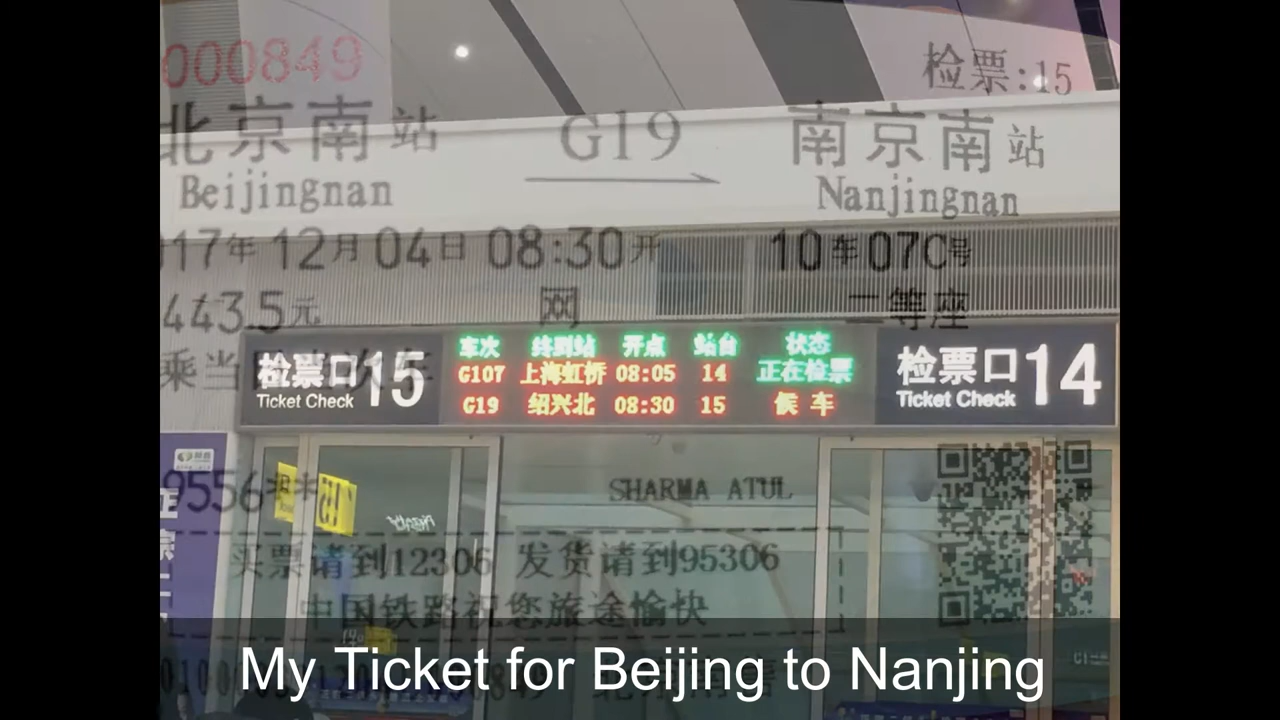 000849
检票:15
北京南站 G19 南京南站
Beijingnan Nanjingnan
17年12月04日 08:30开 10车07C号
443.5元 网 二等座
检票口 15
Ticket Check
车次 终到站 开点 站台 状态
G107 上海虹桥 08:05 14 正在检票
G19 绍兴北 08:30 15 候车
检票口 14
Ticket Check
乘当 次车
9556 SHARMA ATUL
买票请到12306 发货请到95306
中国铁路祝您旅途愉快
My Ticket for Beijing to Nanjing